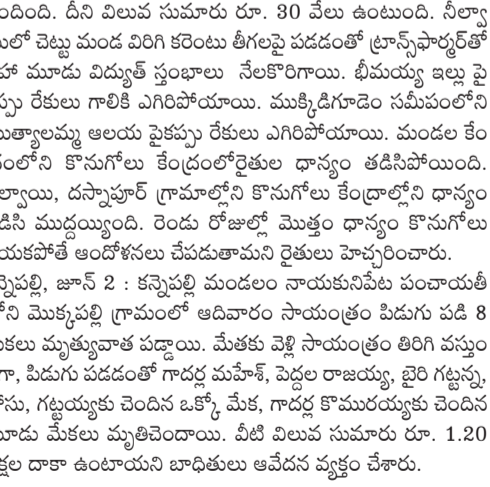 ందింది. దీని విలువ సుమారు రూ. 30 వేలు ఉంటుంది. నీల్వా
లో చెట్టు మండ విరిగి కరెంటు తీగలపై పడడంతో ట్రాన్స్‌ఫార్మర్‌తో
హా మూడు విద్యుత్ స్తంభాలు నేలకొరిగాయి. భీమయ్య ఇల్లు పై
ప్పు రేకులు గాలికి ఎగిరిపోయాయి. ముక్కిడిగూడెం సమీపంలోని
ముత్యాలమ్మ ఆలయ పైకప్పు రేకులు ఎగిరిపోయాయి. మండల కేం
రంలోని కొనుగోలు కేంద్రంలోరైతుల ధాన్యం తడిసిపోయింది.
ల్వాయి, దస్నాపూర్ గ్రామాల్లోని కొనుగోలు కేంద్రాల్లోని ధాన్యం
డిసి ముద్దయ్యింది. రెండు రోజుల్లో మొత్తం ధాన్యం కొనుగోలు
యకపోతే ఆందోళనలు చేపడుతామని రైతులు హెచ్చరించారు.
న్నెపల్లి, జూన్ 2 : కన్నెపల్లి మండలం నాయకునిపేట పంచాయతీ
ోని మొక్కపల్లి గ్రామంలో ఆదివారం సాయంత్రం పిడుగు పడి 8
మేకలు మృత్యువాత పడ్డాయి. మేతకు వెళ్లి సాయంత్రం తిరిగి వస్తుం
గా, పిడుగు పడడంతో గాదర్ల మహేశ్, పెద్దల రాజయ్య, బైరి గట్టన్న,
ోసు, గట్టయ్యకు చెందిన ఒక్కో మేక, గాదర్ల కొమురయ్యకు చెందిన
మూడు మేకలు మృతిచెందాయి. వీటి విలువ సుమారు రూ. 1.20
క్షల దాకా ఉంటాయని బాధితులు ఆవేదన వ్యక్తం చేశారు.